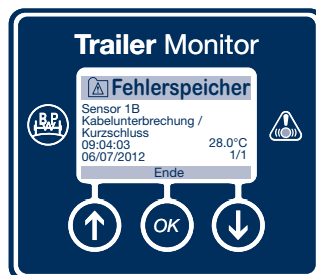 Trailer Monitor
Fehlerspeicher
Sensor 1B
Kabelunterbrechung /
Kurzschluss
09:04:03 28.0°C
06/07/2012 1/1
Ende
BPW
OK